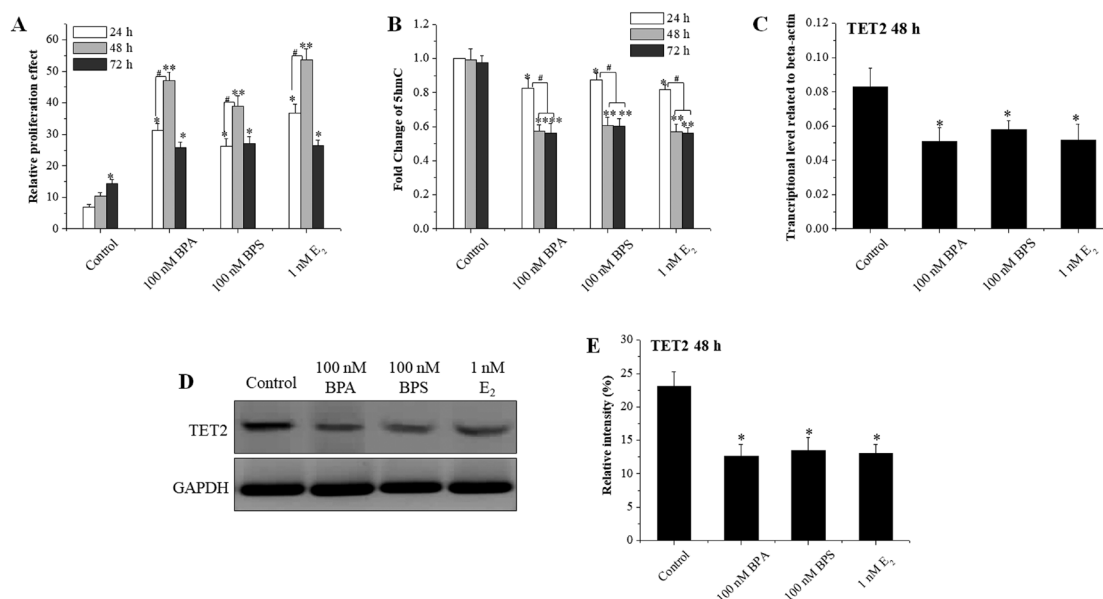 A
24 h
48 h
72 h
Relative proliferation effect
60
50
40
30
20
10
0
# ** * *
# ** * *
# ** * *
*
Control
100 nM BPA
100 nM BPS
1 nM E₂
B
24 h
48 h
72 h
Fold Change of 5hmC
1.4
1.2
1.0
0.8
0.6
0.4
0.2
0.0
* # ** **
* # ** **
* # ** **
Control
100 nM BPA
100 nM BPS
1 nM E₂
C
TET2 48 h
Trancriptional level related to beta-actin
0.12
0.10
0.08
0.06
0.04
0.02
0.00
* * *
Control
100 nM BPA
100 nM BPS
1 nM E₂
D
Control
100 nM
BPA
100 nM
BPS
1 nM
E₂
TET2
GAPDH
E
TET2 48 h
Relative intensity (%)
30
25
20
15
10
5
0
* * *
Control
100 nM BPA
100 nM BPS
1 nM E₂